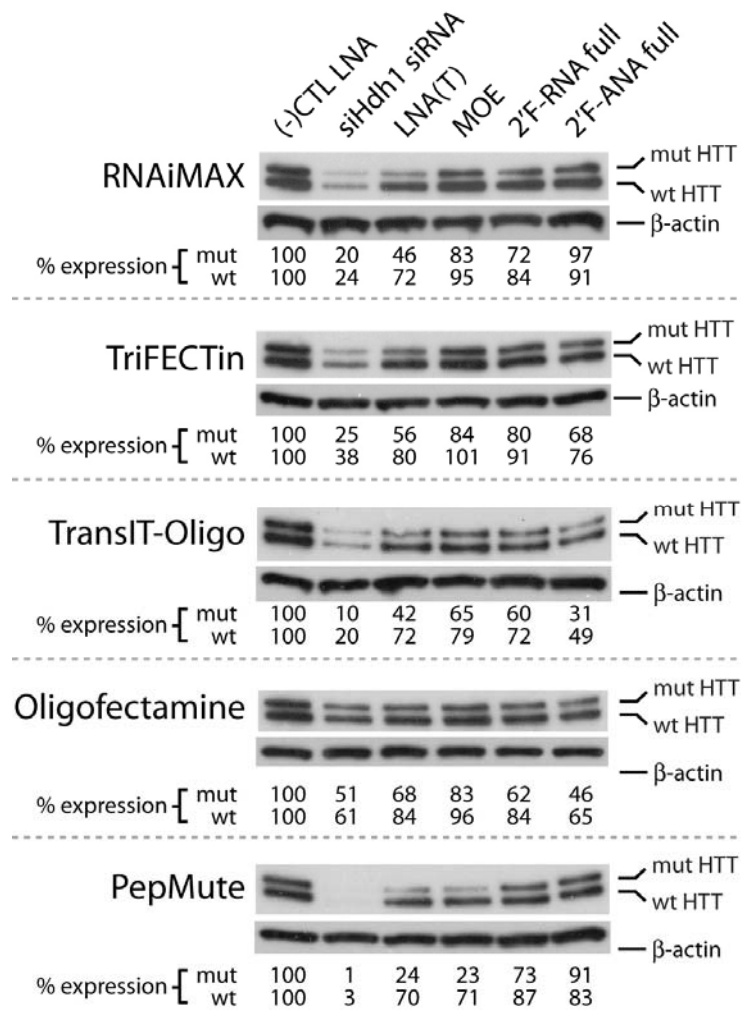 (-)CTL LNA siHdh1 siRNA LNA(T) MOE 2'F-RNA full 2'F-ANA full
RNAiMAX
mut HTT
wt HTT
β-actin
% expression mut 100 20 46 83 72 97
wt 100 24 72 95 84 91
TriFECTin
mut HTT
wt HTT
β-actin
% expression mut 100 25 56 84 80 68
wt 100 38 80 101 91 76
TransIT-Oligo
mut HTT
wt HTT
β-actin
% expression mut 100 10 42 65 60 31
wt 100 20 72 79 72 49
Oligofectamine
mut HTT
wt HTT
β-actin
% expression mut 100 51 68 83 62 46
wt 100 61 84 96 84 65
PepMute
mut HTT
wt HTT
β-actin
% expression mut 100 1 24 23 73 91
wt 100 3 70 71 87 83